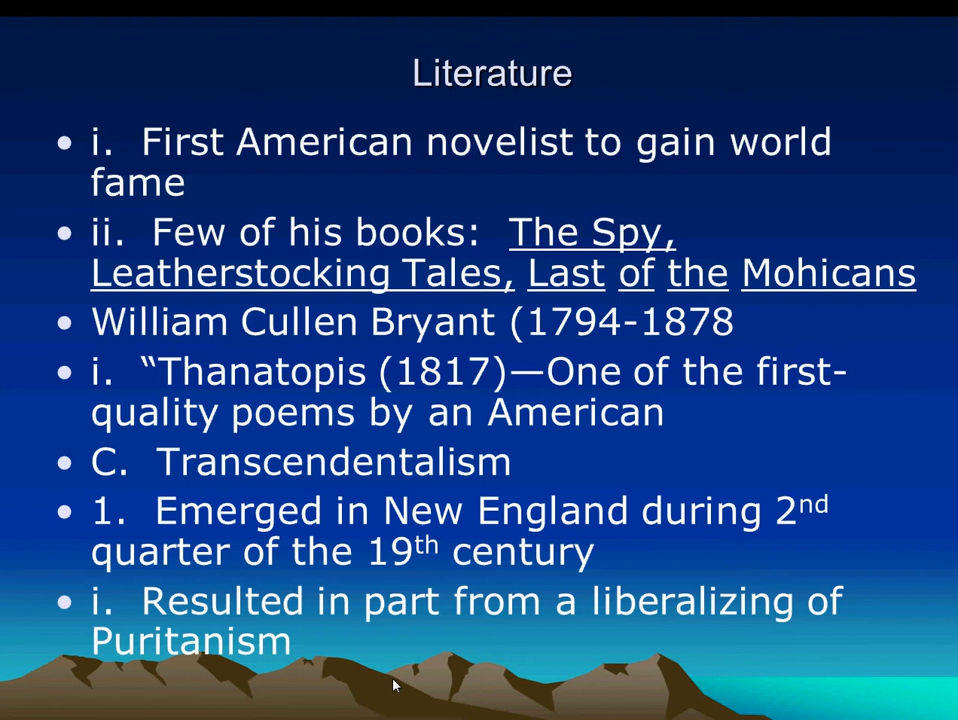 Literature
• i.  First American novelist to gain world
fame
• ii.  Few of his books:  The Spy,
Leatherstocking Tales, Last of the Mohicans
• William Cullen Bryant (1794-1878
• i.  “Thanatopis (1817)—One of the first-
quality poems by an American
• C.  Transcendentalism
• 1.  Emerged in New England during 2nd
quarter of the 19th century
• i.  Resulted in part from a liberalizing of
Puritanism